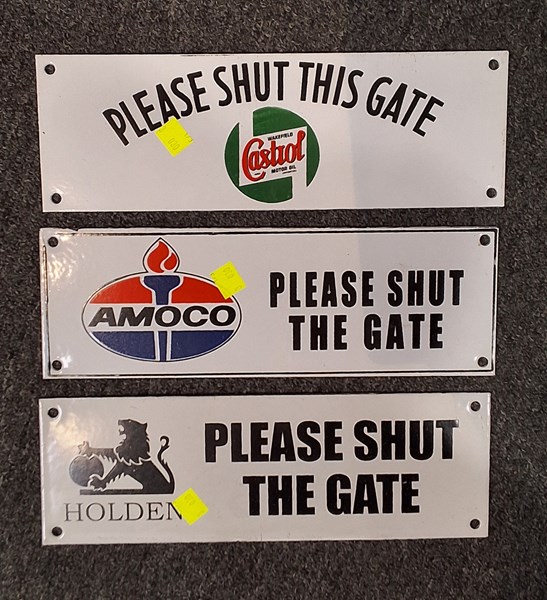 PLEASE SHUT THIS GATE
WAKEFIELD
Castrol
MOTOR OIL
AMOCO
PLEASE SHUT
THE GATE
HOLDEN
PLEASE SHUT
THE GATE